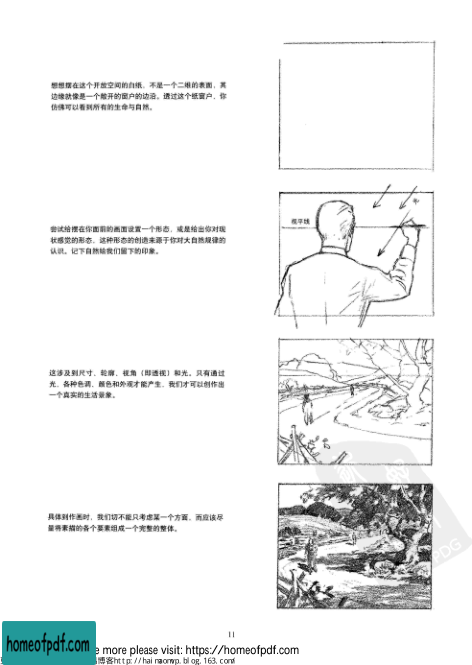 想想摆在这个开放空间的白纸，不是一个二维的表面，其
边缘就像是一个敞开的窗户的边沿。透过这个纸窗户，你
仿佛可以看到所有的生命与自然。
尝试给摆在你面前的画面设置一个形态，或是给出你对现
状感觉的形态，这种形态的创造来源于你对大自然规律的
认识。记下自然给我们留下的印象。
视平线
这涉及到尺寸、轮廓、视角（即透视）和光。只有通过
光，各种色调、颜色和外观才能产生，我们才可以创作出
一个真实的生活景象。
具体到作画时，我们切不能只考虑某一个方面，而应该尽
量将素描的各个要素组成一个完整的整体。
PDG
11
homeofpdf.com
e more please visit: https://homeofpdf.com
博客http://hainaonvp.blog.163.com/